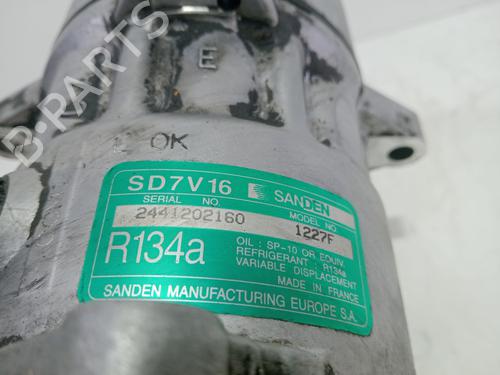 E
OK
SD7V16 SANDEN
SERIAL NO. MODEL NO.
2441202160 1227F
R134a
OIL : SP-10 OR EQUIV.
REFRIGERANT : R134a
VARIABLE DISPLACEMENT
MADE IN FRANCE
SANDEN MANUFACTURING EUROPE S.A.
B-PARTS